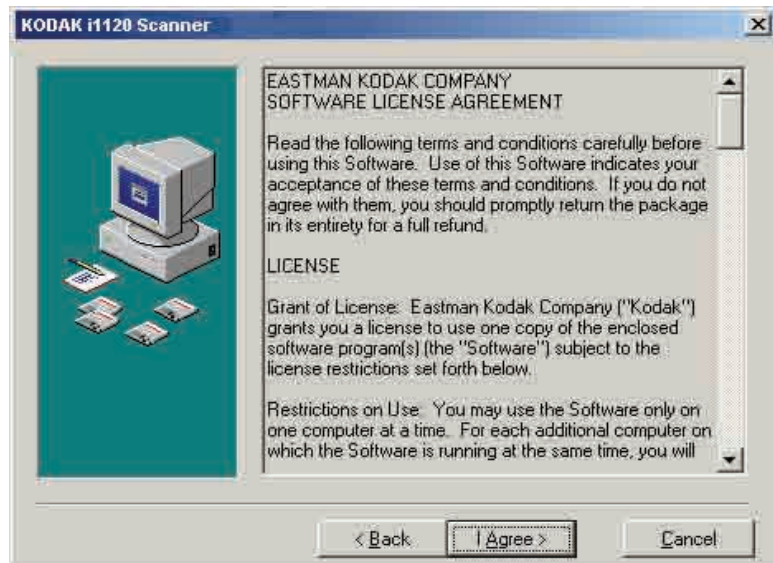 KODAK i1120 Scanner
EASTMAN KODAK COMPANY
SOFTWARE LICENSE AGREEMENT
Read the following terms and conditions carefully before
using this Software. Use of this Software indicates your
acceptance of these terms and conditions. If you do not
agree with them, you should promptly return the package
in its entirety for a full refund.
LICENSE
Grant of License: Eastman Kodak Company ("Kodak")
grants you a license to use one copy of the enclosed
software program(s) (the "Software") subject to the
license restrictions set forth below.
Restrictions on Use: You may use the Software only on
one computer at a time. For each additional computer on
which the Software is running at the same time, you will
< Back
I Agree >
Cancel